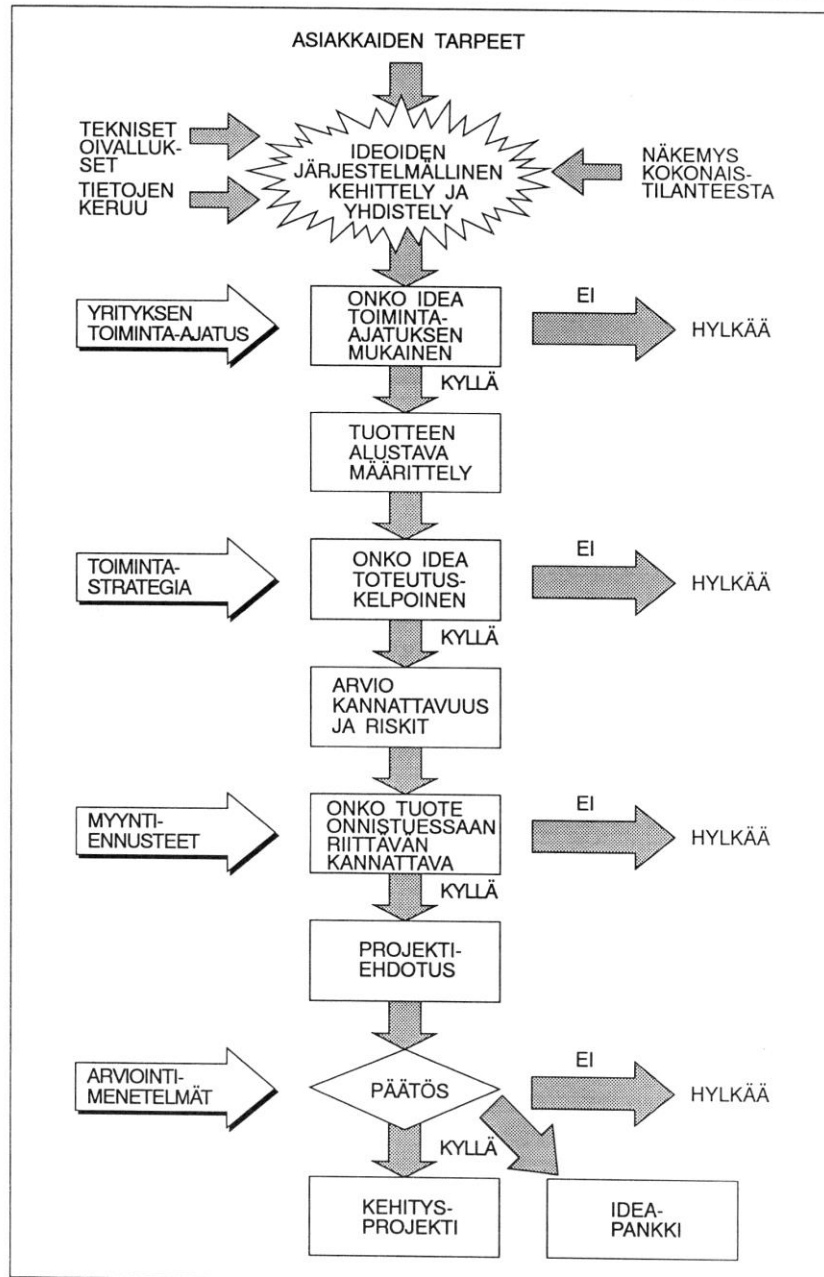 ASIAKKAIDEN TARPEET
TEKNISET
OIVALLUK-
SET
TIETOJEN
KERUU
IDEOIDEN
JÄRJESTELMÄLLINEN
KEHITTELY JA
YHDISTELY
NÄKEMYS
KOKONAIS-
TILANTEESTA
YRITYKSEN
TOIMINTA-AJATUS
ONKO IDEA
TOIMINTA-
AJATUKSEN
MUKAINEN
EI
HYLKÄÄ
KYLLÄ
TUOTTEEN
ALUSTAVA
MÄÄRITTELY
TOIMINTA-
STRATEGIA
ONKO IDEA
TOTEUTUS-
KELPOINEN
EI
HYLKÄÄ
KYLLÄ
ARVIO
KANNATTAVUUS
JA RISKIT
MYYNTI-
ENNUSTEET
ONKO TUOTE
ONNISTUESSAAN
RIITTÄVÄN
KANNATTAVA
EI
HYLKÄÄ
KYLLÄ
PROJEKTI-
EHDOTUS
ARVIOINTI-
MENETELMÄT
PÄÄTÖS
EI
HYLKÄÄ
KYLLÄ
KEHITYS-
PROJEKTI
IDEA-
PANKKI